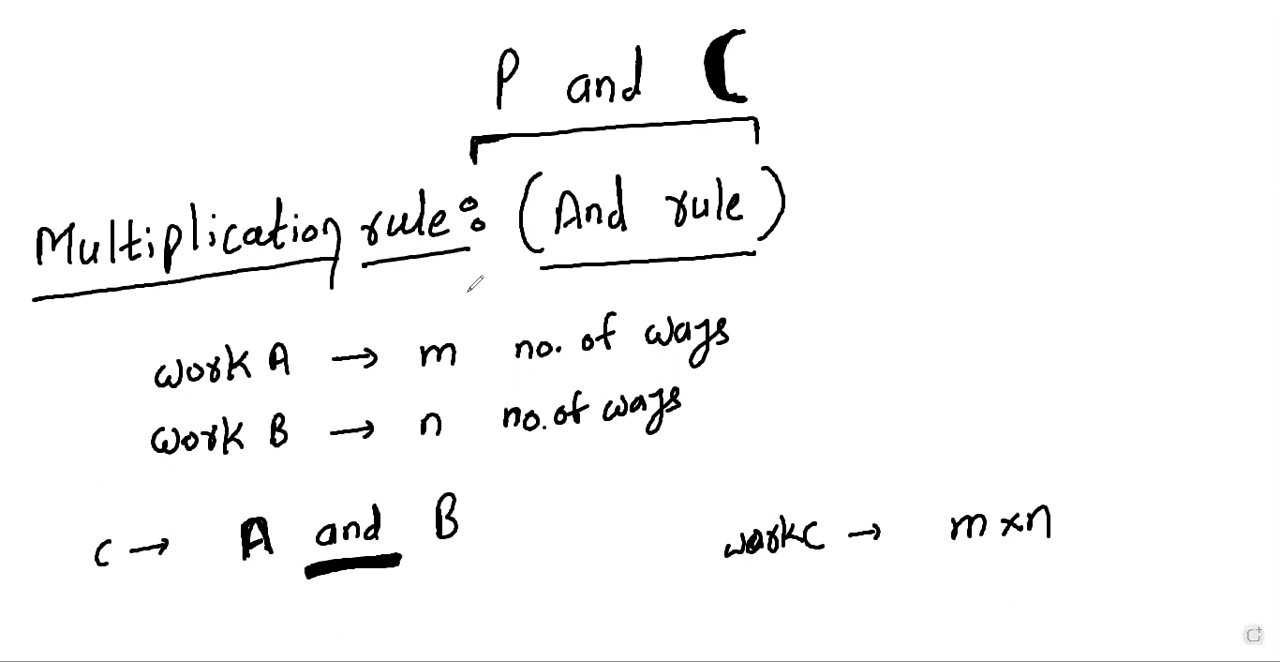 P and C
Multiplication rule: (And rule)
work A → m no. of ways
work B → n no. of ways
C → A and B work C → m × n